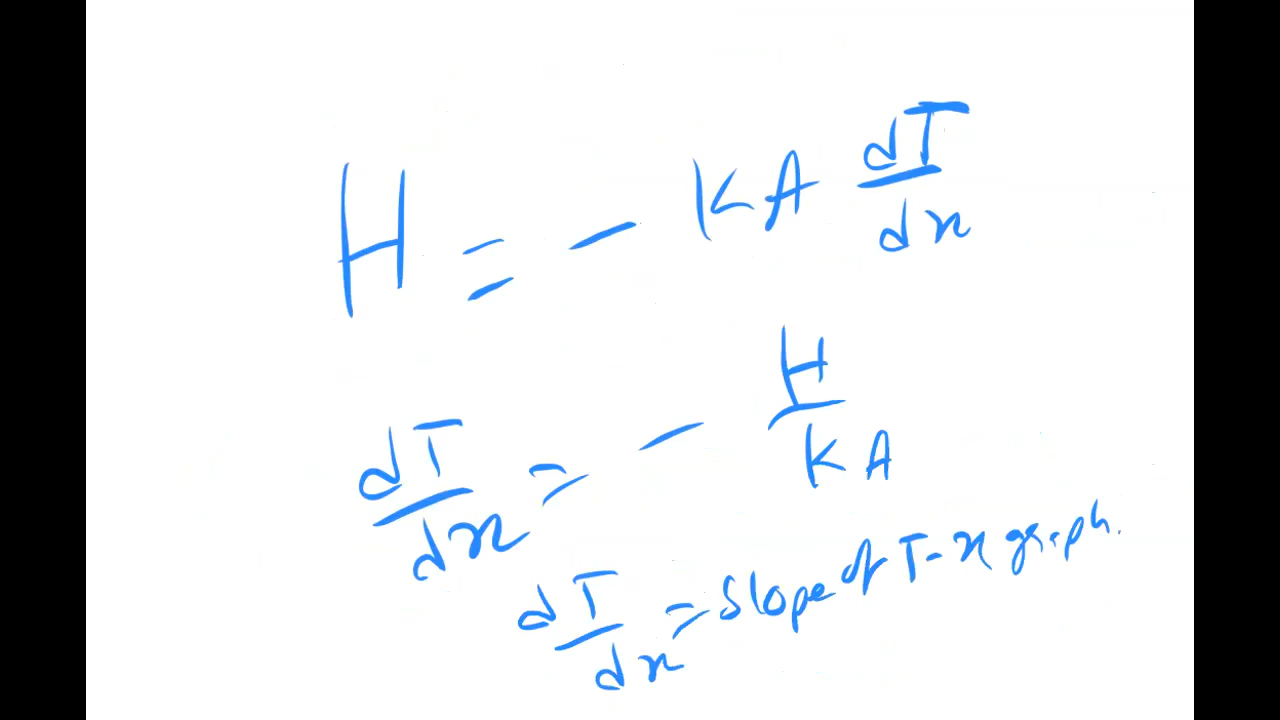 H = - KA dT/dx
dT/dx = - H/KA
dT/dx = Slope of T-x graph.